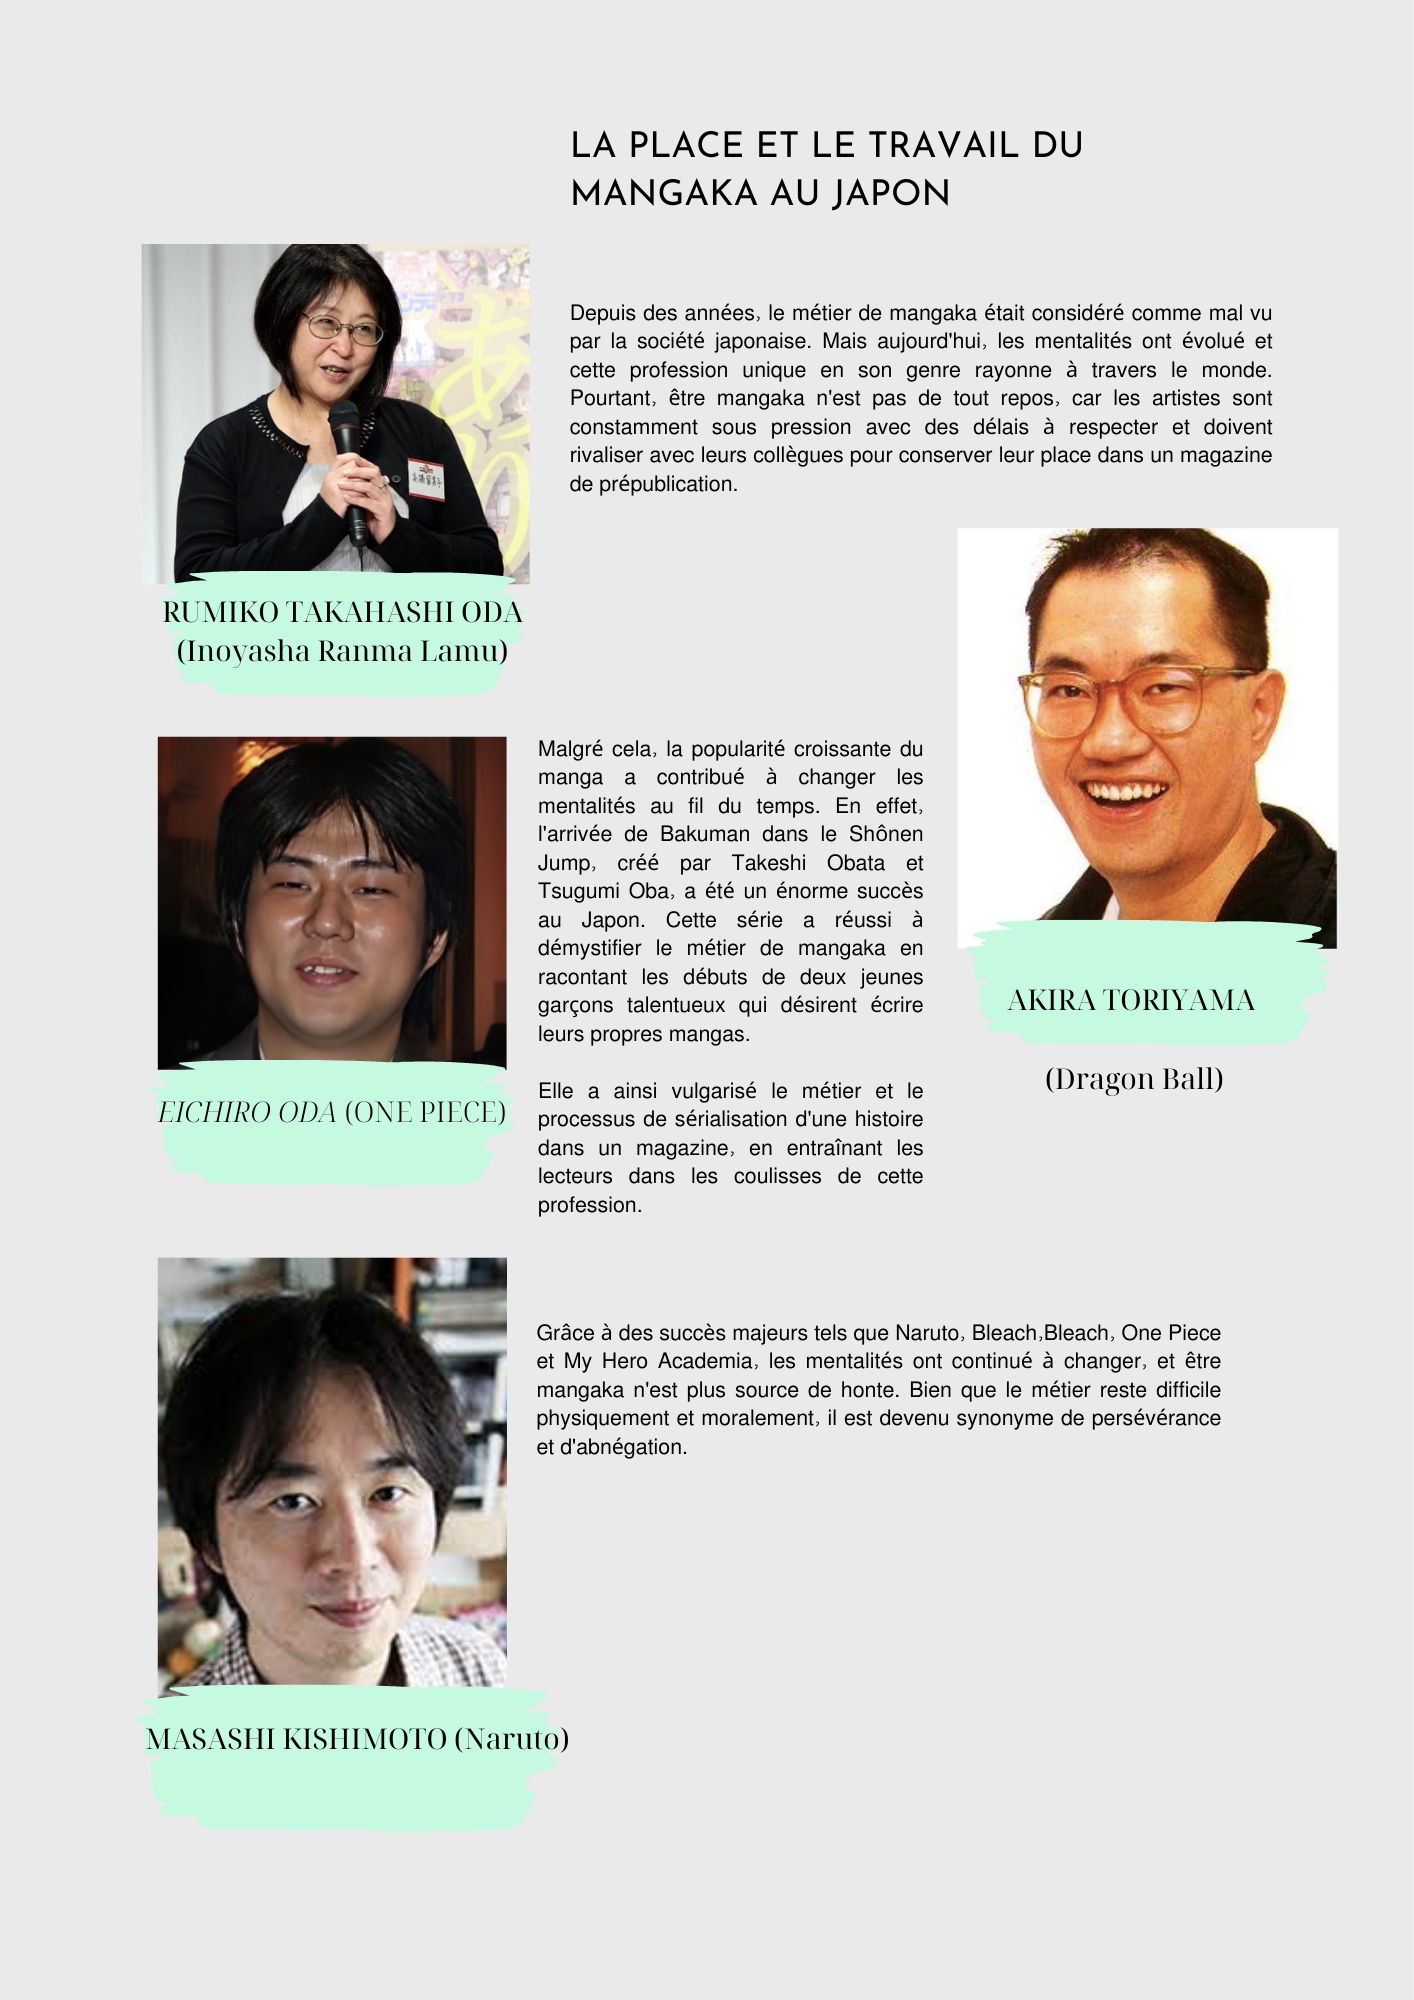 LA PLACE ET LE TRAVAIL DU
MANGAKA AU JAPON
Depuis des années, le métier de mangaka était considéré comme mal vu
par la société japonaise. Mais aujourd'hui, les mentalités ont évolué et
cette profession unique en son genre rayonne à travers le monde.
Pourtant, être mangaka n'est pas de tout repos, car les artistes sont
constamment sous pression avec des délais à respecter et doivent
rivaliser avec leurs collègues pour conserver leur place dans un magazine
de prépublication.
RUMIKO TAKAHASHI ODA
(Inoyasha Ranma Lamu)
Malgré cela, la popularité croissante du
manga a contribué à changer les
mentalités au fil du temps. En effet,
l'arrivée de Bakuman dans le Shônen
Jump, créé par Takeshi Obata et
Tsugumi Oba, a été un énorme succès
au Japon. Cette série a réussi à
démystifier le métier de mangaka en
racontant les débuts de deux jeunes
garçons talentueux qui désirent écrire
leurs propres mangas.
Elle a ainsi vulgarisé le métier et le
processus de sérialisation d'une histoire
dans un magazine, en entraînant les
lecteurs dans les coulisses de cette
profession.
AKIRA TORIYAMA
(Dragon Ball)
EICHIRO ODA (ONE PIECE)
Grâce à des succès majeurs tels que Naruto, Bleach,Bleach, One Piece
et My Hero Academia, les mentalités ont continué à changer, et être
mangaka n'est plus source de honte. Bien que le métier reste difficile
physiquement et moralement, il est devenu synonyme de persévérance
et d'abnégation.
MASASHI KISHIMOTO (Naruto)